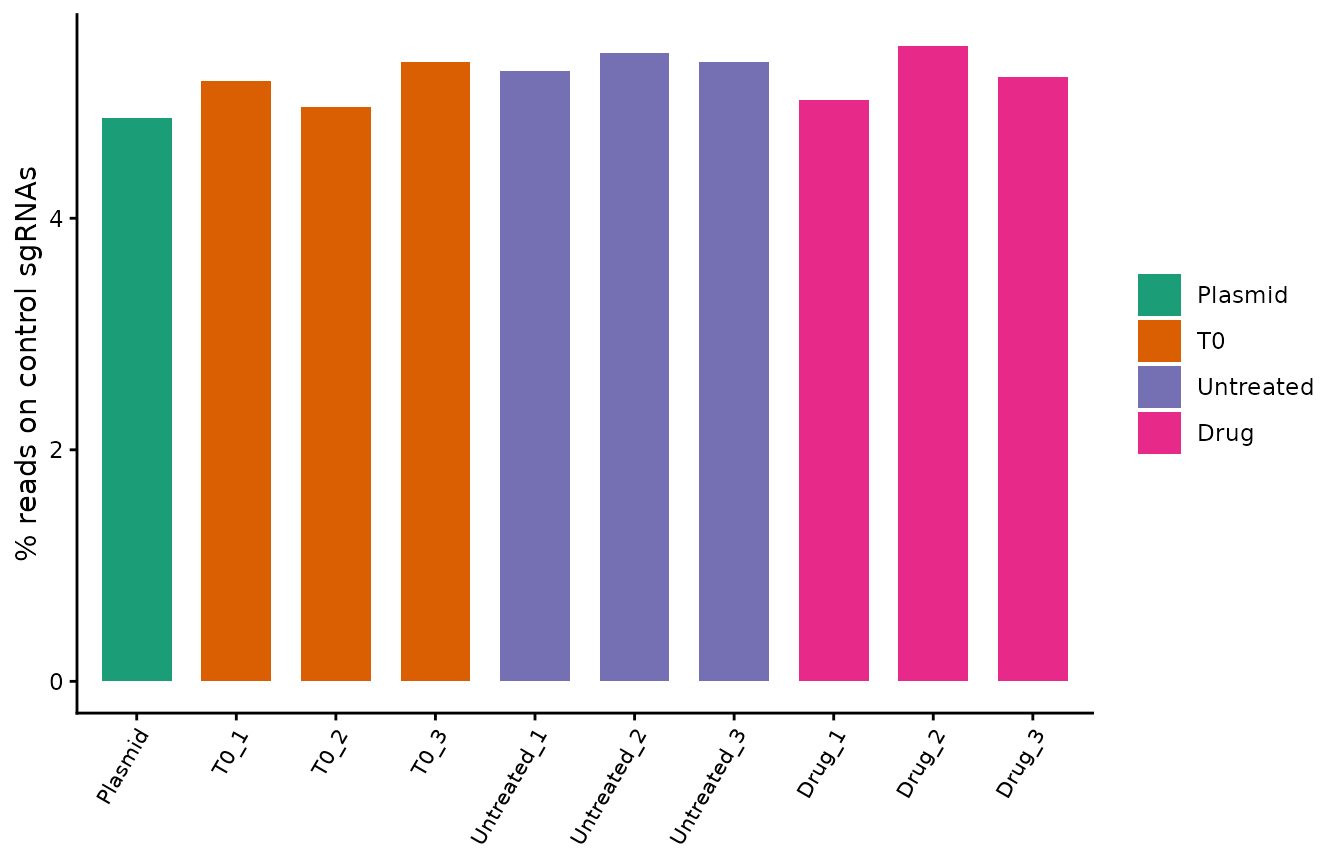 % reads on control sgRNAs
4
2
0
Plasmid
T0_1
T0_2
T0_3
Untreated_1
Untreated_2
Untreated_3
Drug_1
Drug_2
Drug_3
Plasmid
T0
Untreated
Drug